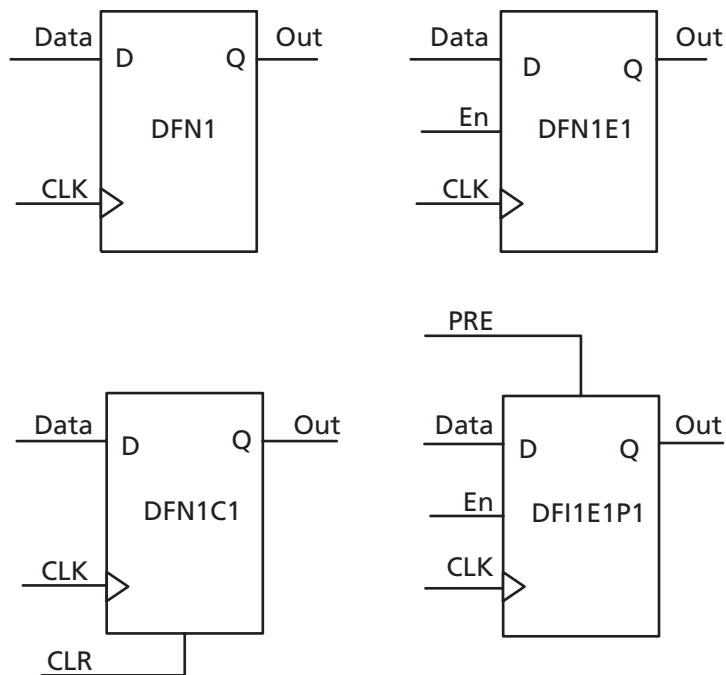 Data
D
Q
Out
DFN1
CLK
Data
D
Q
Out
En
DFN1E1
CLK
Data
D
Q
Out
DFN1C1
CLK
CLR
PRE
Data
D
Q
Out
En
DFI1E1P1
CLK